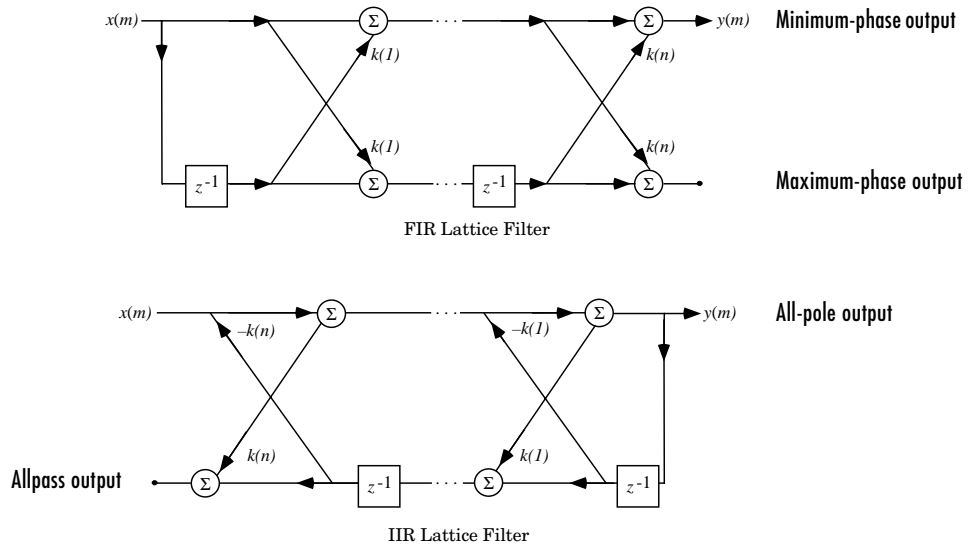 x(m) Σ · · · Σ y(m) Minimum-phase output
k(1) k(n)
k(1) k(n)
z⁻¹ Σ · · · z⁻¹ Σ Maximum-phase output
FIR Lattice Filter
x(m) Σ · · · Σ y(m) All-pole output
–k(n) –k(1)
k(n) k(1)
Allpass output Σ z⁻¹ · · · Σ z⁻¹
IIR Lattice Filter